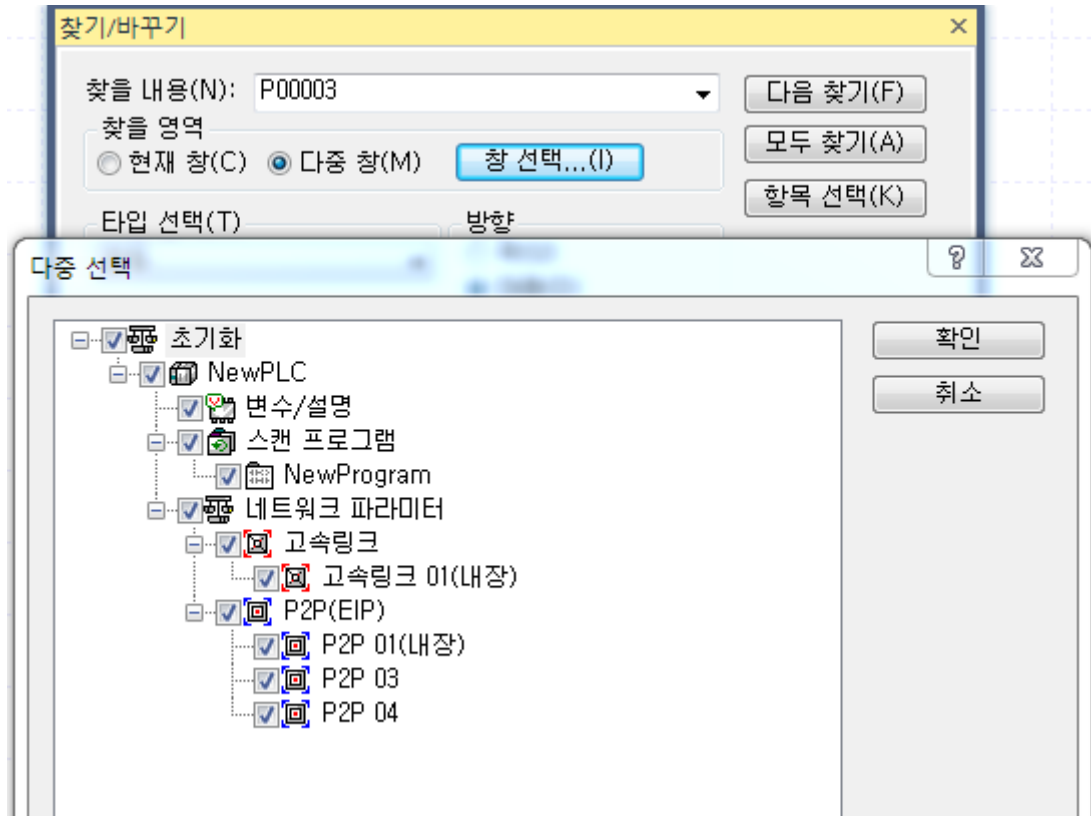 찾기/바꾸기
찾을 내용(N): P00003
다음 찾기(F)
찾을 영역
현재 창(C) 다중 창(M) 창 선택...(I)
모두 찾기(A)
항목 선택(K)
타입 선택(T) 방향
다중 선택
초기화
확인
NewPLC
취소
변수/설명
스캔 프로그램
NewProgram
네트워크 파라미터
고속링크
고속링크 01(내장)
P2P(EIP)
P2P 01(내장)
P2P 03
P2P 04